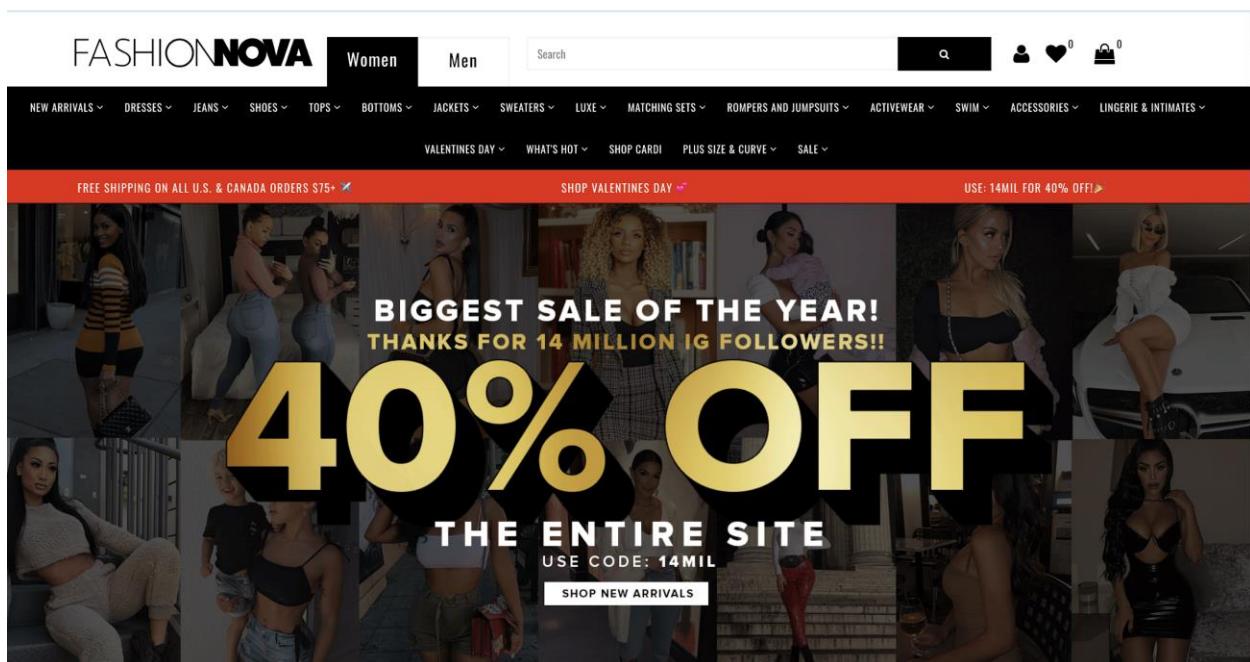 FASHIONNOVA
Women
Men
Search
0
0
NEW ARRIVALS DRESSES JEANS SHOES TOPS BOTTOMS JACKETS SWEATERS LUXE MATCHING SETS ROMPERS AND JUMPSUITS ACTIVEWEAR SWIM ACCESSORIES LINGERIE & INTIMATES
VALENTINES DAY WHAT'S HOT SHOP CARDI PLUS SIZE & CURVE SALE
FREE SHIPPING ON ALL U.S. & CANADA ORDERS $75+ ✈️ SHOP VALENTINES DAY 💞 USE: 14MIL FOR 40% OFF!🎉
BIGGEST SALE OF THE YEAR!
THANKS FOR 14 MILLION IG FOLLOWERS!!
40% OFF
THE ENTIRE SITE
USE CODE: 14MIL
SHOP NEW ARRIVALS